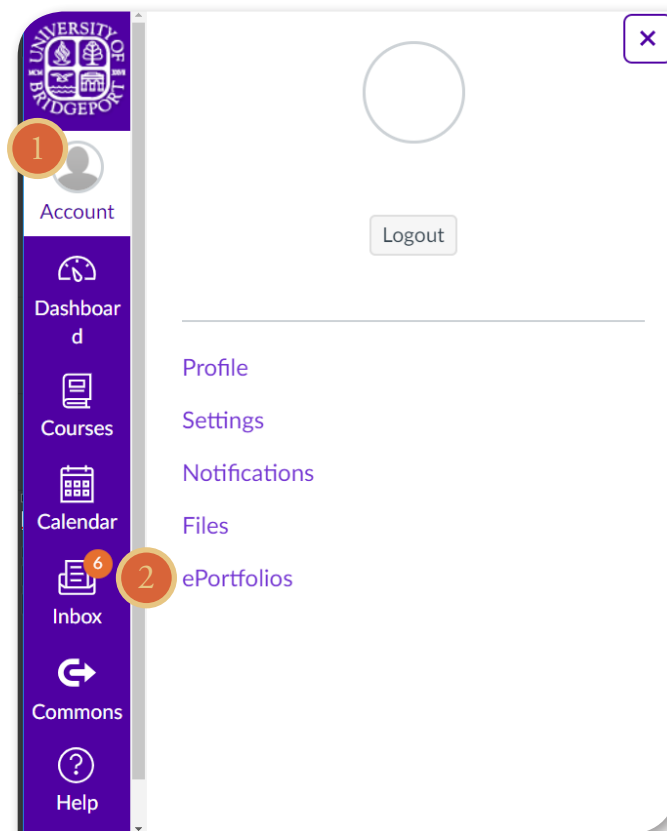 UNIVERSITY OF
BRIDGEPORT
1
Account
Dashboar
d
Courses
Calendar
6
Inbox
Commons
Help
×
Logout
Profile
Settings
Notifications
Files
2
ePortfolios